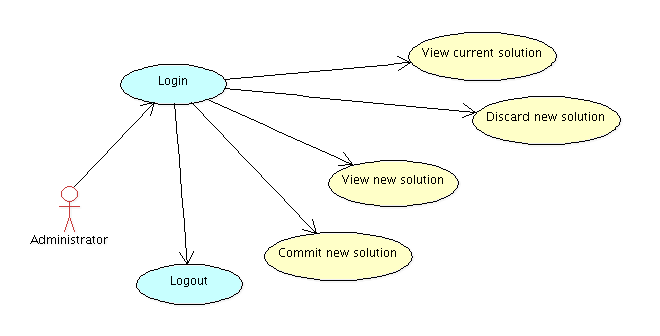 View current solution
Login
Discard new solution
View new solution
Administrator
Commit new solution
Logout